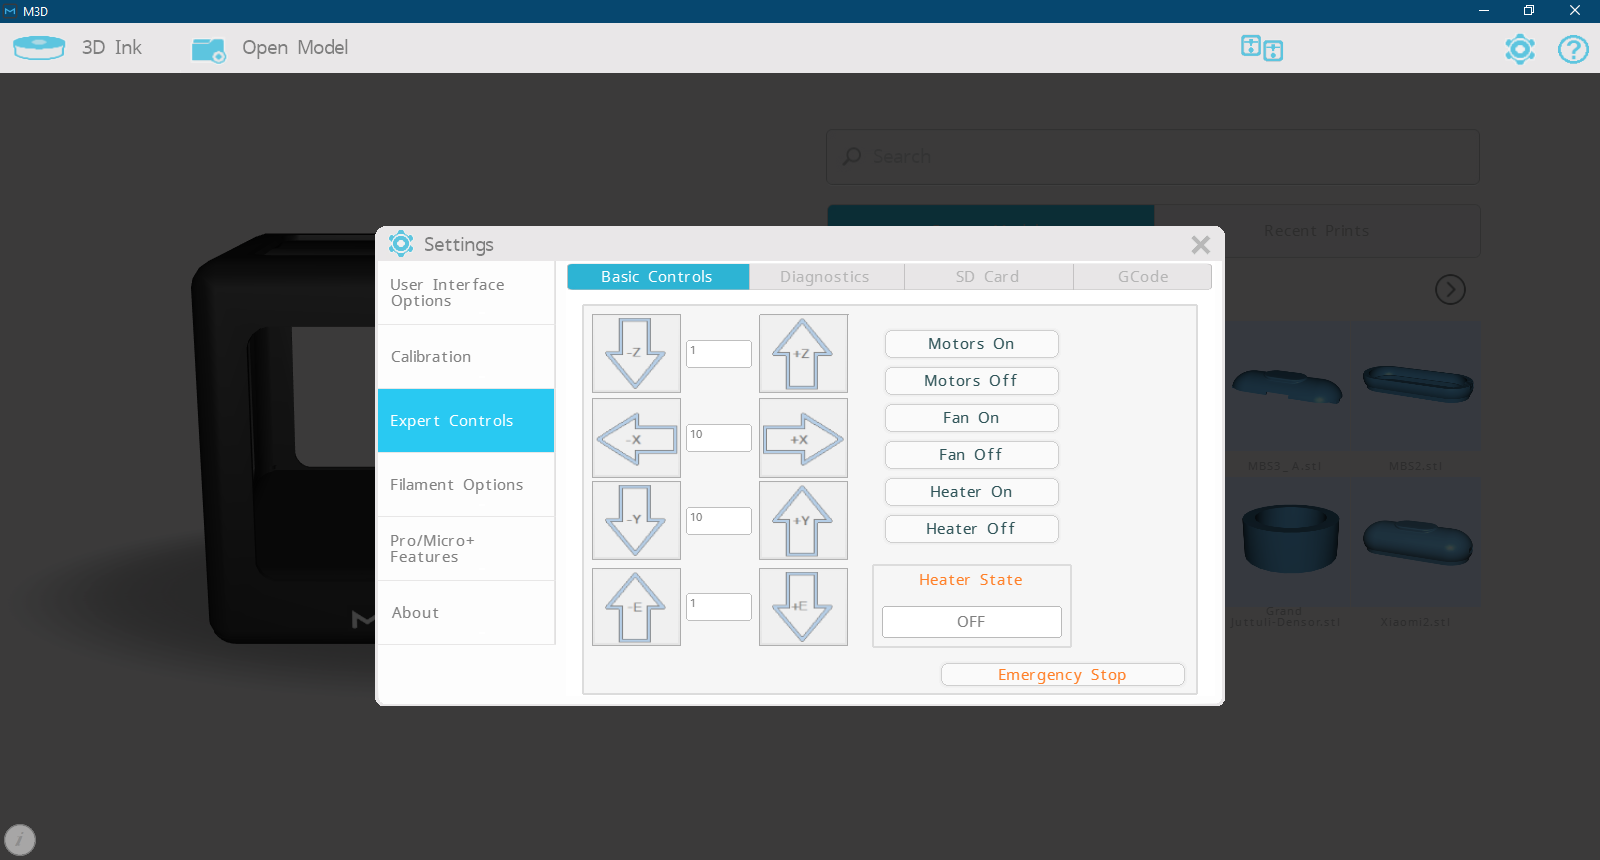 M3D
3D Ink
Open Model
Search
Recent Prints
Settings
User Interface
Options
Calibration
Expert Controls
Filament Options
Pro/Micro+
Features
About
Basic Controls
Diagnostics
SD Card
GCode
-Z
1
+Z
-X
10
+X
-Y
10
+Y
-E
1
+E
Motors On
Motors Off
Fan On
Fan Off
Heater On
Heater Off
Heater State
OFF
Emergency Stop
MBS3_A.stl
MBS2.stl
Grand
Juttuli-Densor.stl
Xiaomi2.stl